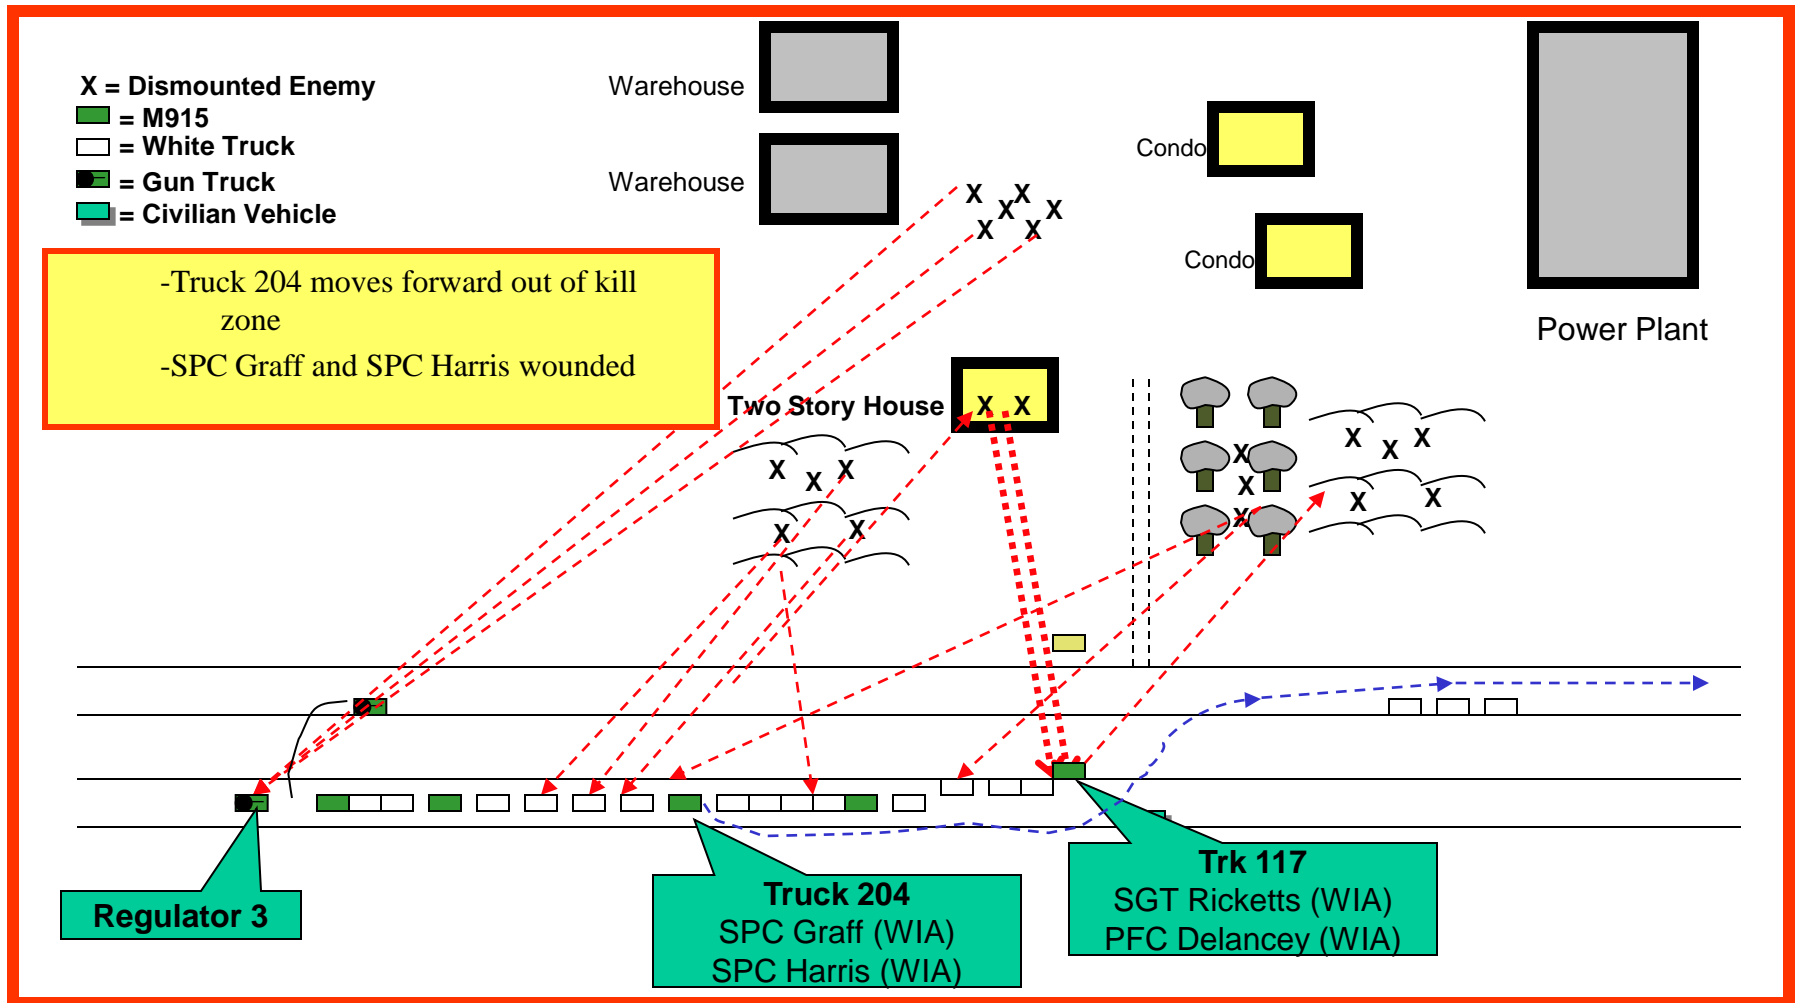 X = Dismounted Enemy
= M915
= White Truck
= Gun Truck
= Civilian Vehicle
Warehouse
Warehouse
Condo
Condo
Power Plant
-Truck 204 moves forward out of kill
zone
-SPC Graff and SPC Harris wounded
Two Story House
X X
X X
X X
X X
X X X
X X
X
X
X
X X X
X X
Regulator 3
Truck 204
SPC Graff (WIA)
SPC Harris (WIA)
Trk 117
SGT Ricketts (WIA)
PFC Delancey (WIA)